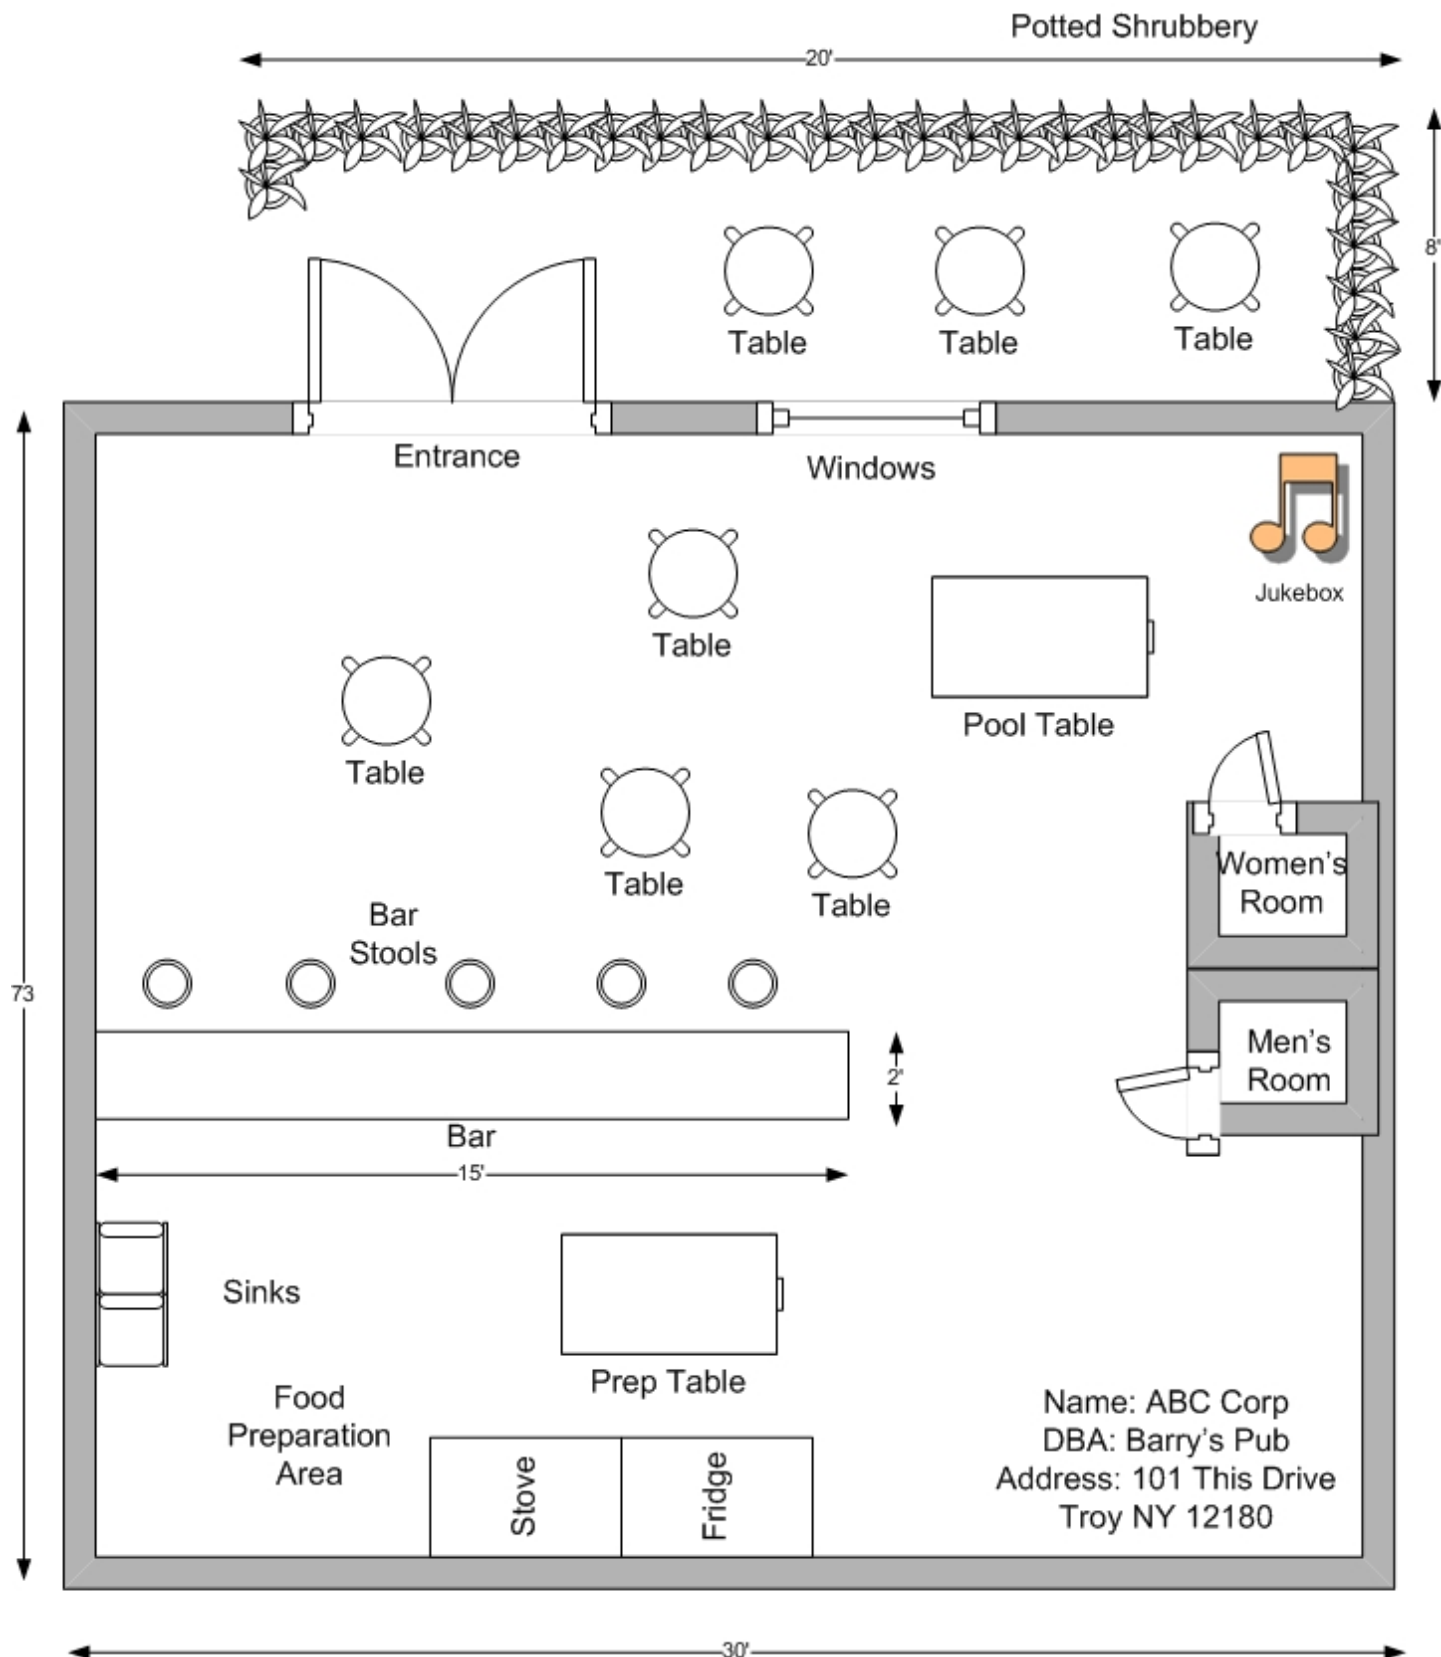 Potted Shrubbery
20'
8'
Table
Table
Table
Entrance
Windows
Jukebox
Table
Pool Table
Table
Table
Table
Women's
Room
Bar
Stools
73
Men's
Room
2'
Bar
15'
Sinks
Prep Table
Food
Preparation
Area
Stove
Fridge
Name: ABC Corp
DBA: Barry's Pub
Address: 101 This Drive
Troy NY 12180
30'